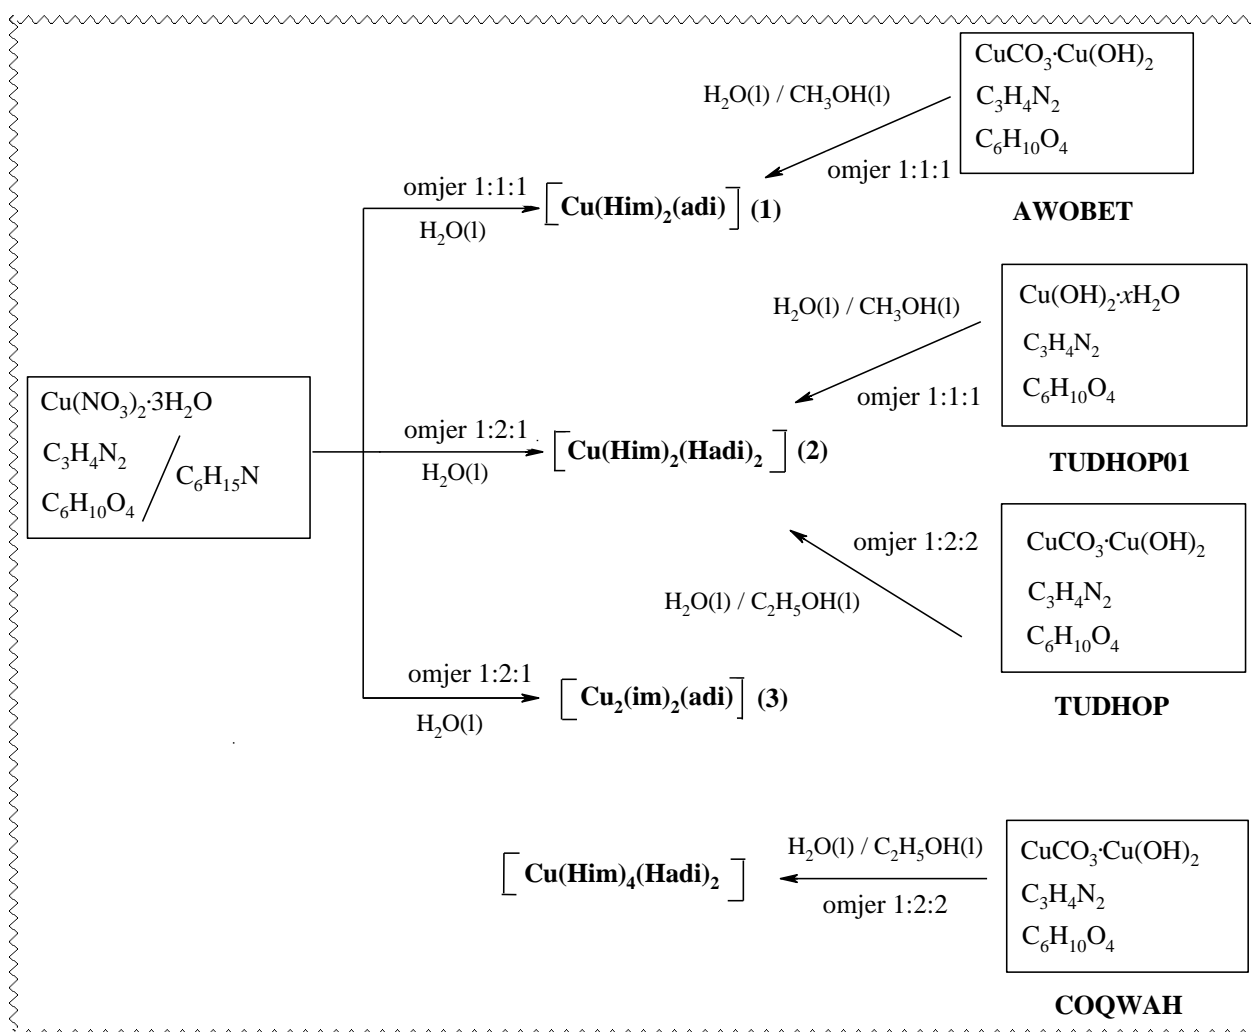 CuCO₃·Cu(OH)₂
C₃H₄N₂
C₆H₁₀O₄
AWOBET
H₂O(l) / CH₃OH(l)
omjer 1:1:1
omjer 1:1:1
H₂O(l)
[Cu(Him)₂(adi)] (1)
Cu(OH)₂·xH₂O
C₃H₄N₂
C₆H₁₀O₄
TUDHOP01
H₂O(l) / CH₃OH(l)
omjer 1:1:1
Cu(NO₃)₂·3H₂O
C₃H₄N₂
C₆H₁₀O₄ / C₆H₁₅N
omjer 1:2:1
H₂O(l)
[Cu(Him)₂(Hadi)₂] (2)
omjer 1:2:2
H₂O(l) / C₂H₅OH(l)
CuCO₃·Cu(OH)₂
C₃H₄N₂
C₆H₁₀O₄
TUDHOP
omjer 1:2:1
H₂O(l)
[Cu₂(im)₂(adi)] (3)
[Cu(Him)₄(Hadi)₂]
H₂O(l) / C₂H₅OH(l)
omjer 1:2:2
CuCO₃·Cu(OH)₂
C₃H₄N₂
C₆H₁₀O₄
COQWAH